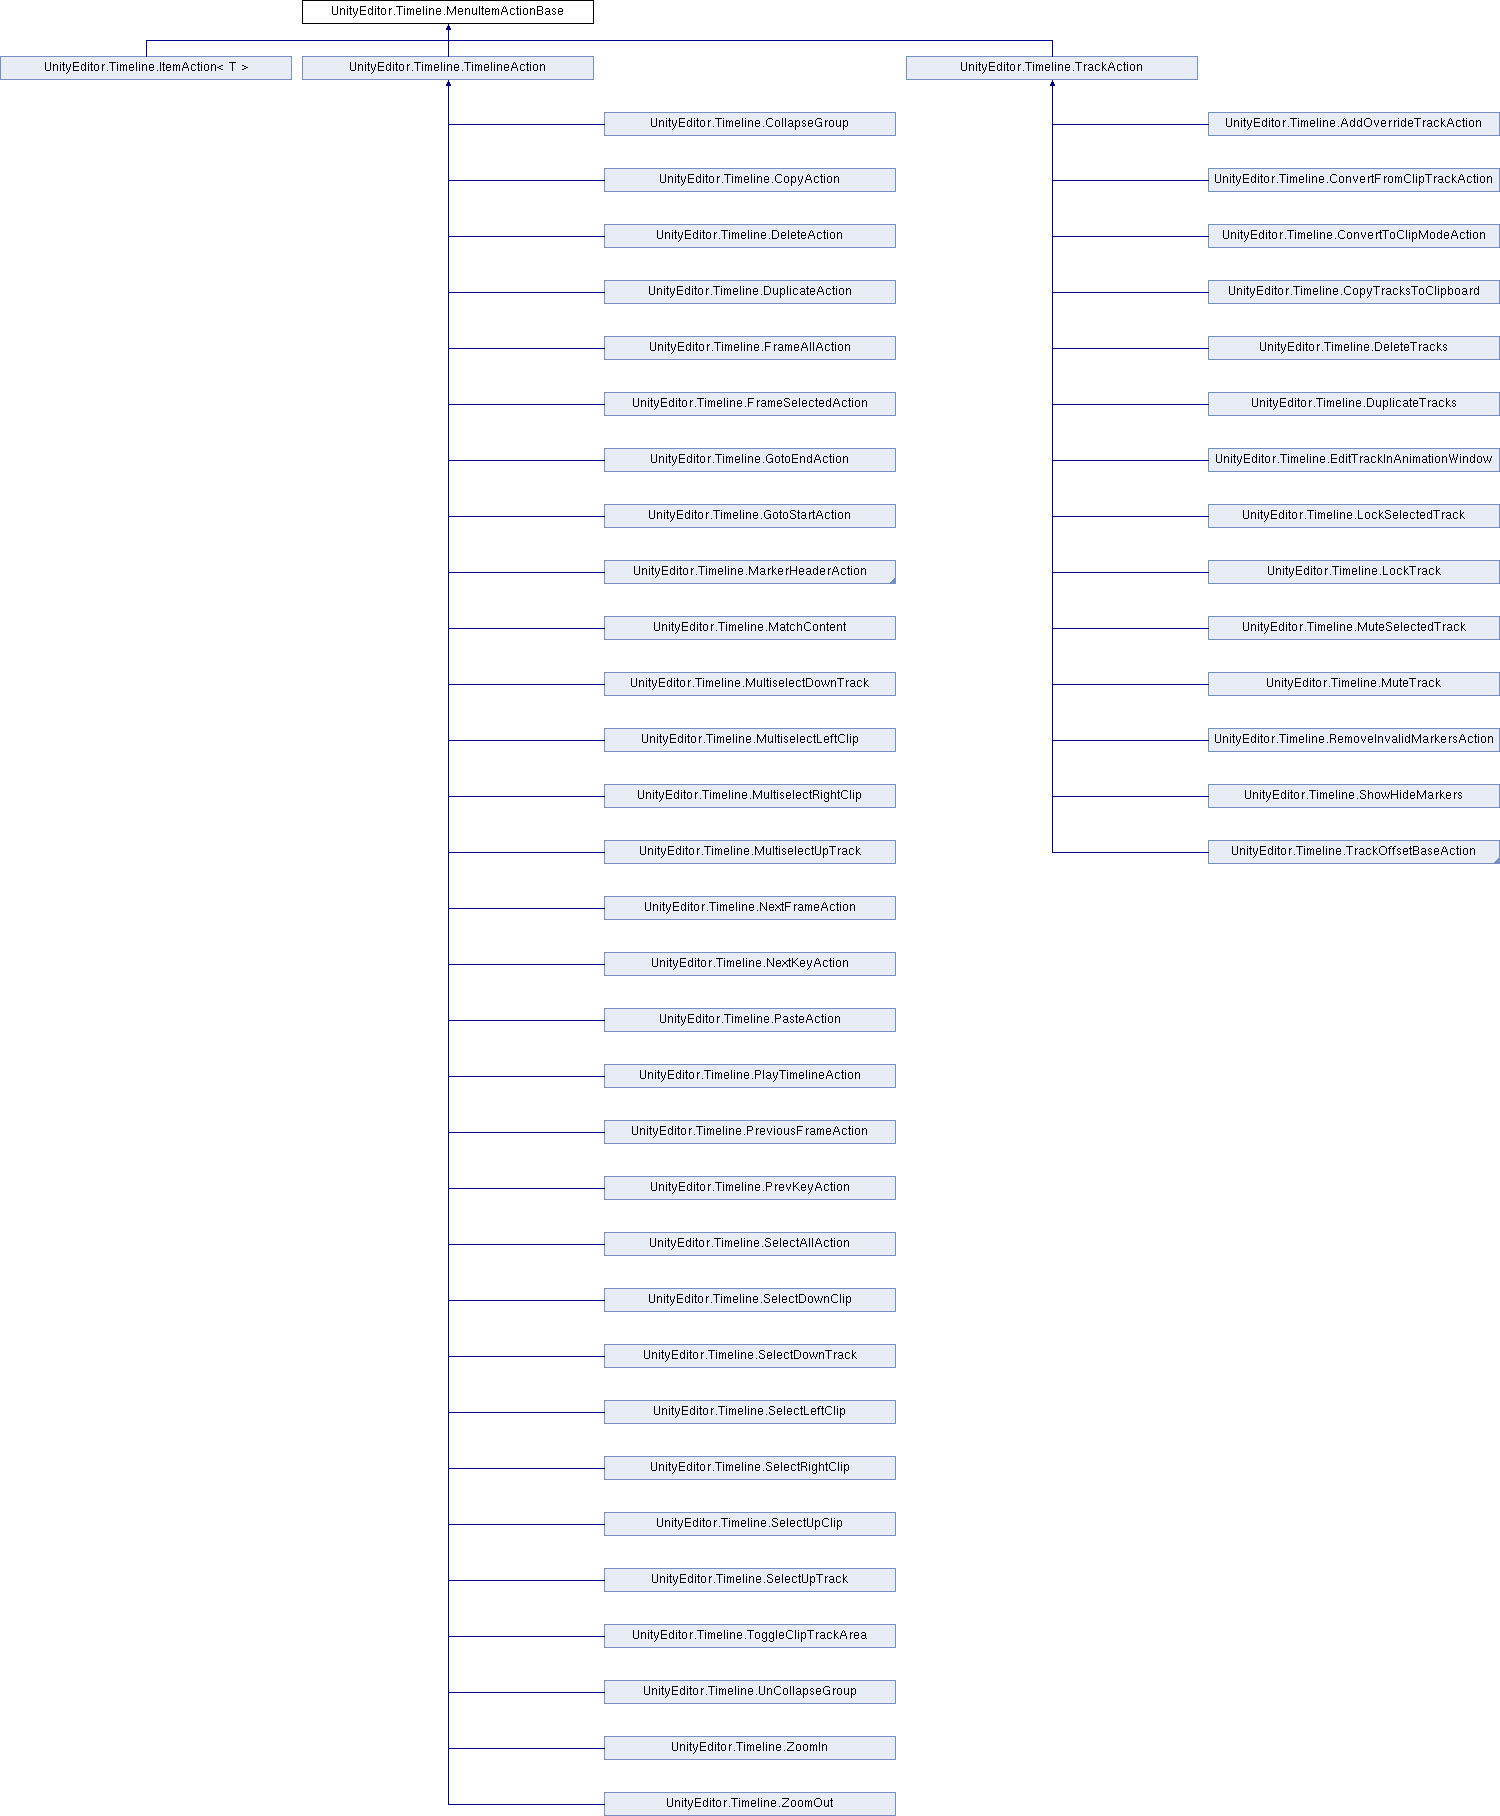 UnityEditor.Timeline.MenuItemActionBase
UnityEditor.Timeline.ItemAction< T >
UnityEditor.Timeline.TimelineAction
UnityEditor.Timeline.TrackAction
UnityEditor.Timeline.CollapseGroup
UnityEditor.Timeline.CopyAction
UnityEditor.Timeline.DeleteAction
UnityEditor.Timeline.DuplicateAction
UnityEditor.Timeline.FrameAllAction
UnityEditor.Timeline.FrameSelectedAction
UnityEditor.Timeline.GotoEndAction
UnityEditor.Timeline.GotoStartAction
UnityEditor.Timeline.MarkerHeaderAction
UnityEditor.Timeline.MatchContent
UnityEditor.Timeline.MultiselectDownTrack
UnityEditor.Timeline.MultiselectLeftClip
UnityEditor.Timeline.MultiselectRightClip
UnityEditor.Timeline.MultiselectUpTrack
UnityEditor.Timeline.NextFrameAction
UnityEditor.Timeline.NextKeyAction
UnityEditor.Timeline.PasteAction
UnityEditor.Timeline.PlayTimelineAction
UnityEditor.Timeline.PreviousFrameAction
UnityEditor.Timeline.PrevKeyAction
UnityEditor.Timeline.SelectAllAction
UnityEditor.Timeline.SelectDownClip
UnityEditor.Timeline.SelectDownTrack
UnityEditor.Timeline.SelectLeftClip
UnityEditor.Timeline.SelectRightClip
UnityEditor.Timeline.SelectUpClip
UnityEditor.Timeline.SelectUpTrack
UnityEditor.Timeline.ToggleClipTrackArea
UnityEditor.Timeline.UnCollapseGroup
UnityEditor.Timeline.ZoomIn
UnityEditor.Timeline.ZoomOut
UnityEditor.Timeline.AddOverrideTrackAction
UnityEditor.Timeline.ConvertFromClipTrackAction
UnityEditor.Timeline.ConvertToClipModeAction
UnityEditor.Timeline.CopyTracksToClipboard
UnityEditor.Timeline.DeleteTracks
UnityEditor.Timeline.DuplicateTracks
UnityEditor.Timeline.EditTrackInAnimationWindow
UnityEditor.Timeline.LockSelectedTrack
UnityEditor.Timeline.LockTrack
UnityEditor.Timeline.MuteSelectedTrack
UnityEditor.Timeline.MuteTrack
UnityEditor.Timeline.RemoveInvalidMarkersAction
UnityEditor.Timeline.ShowHideMarkers
UnityEditor.Timeline.TrackOffsetBaseAction